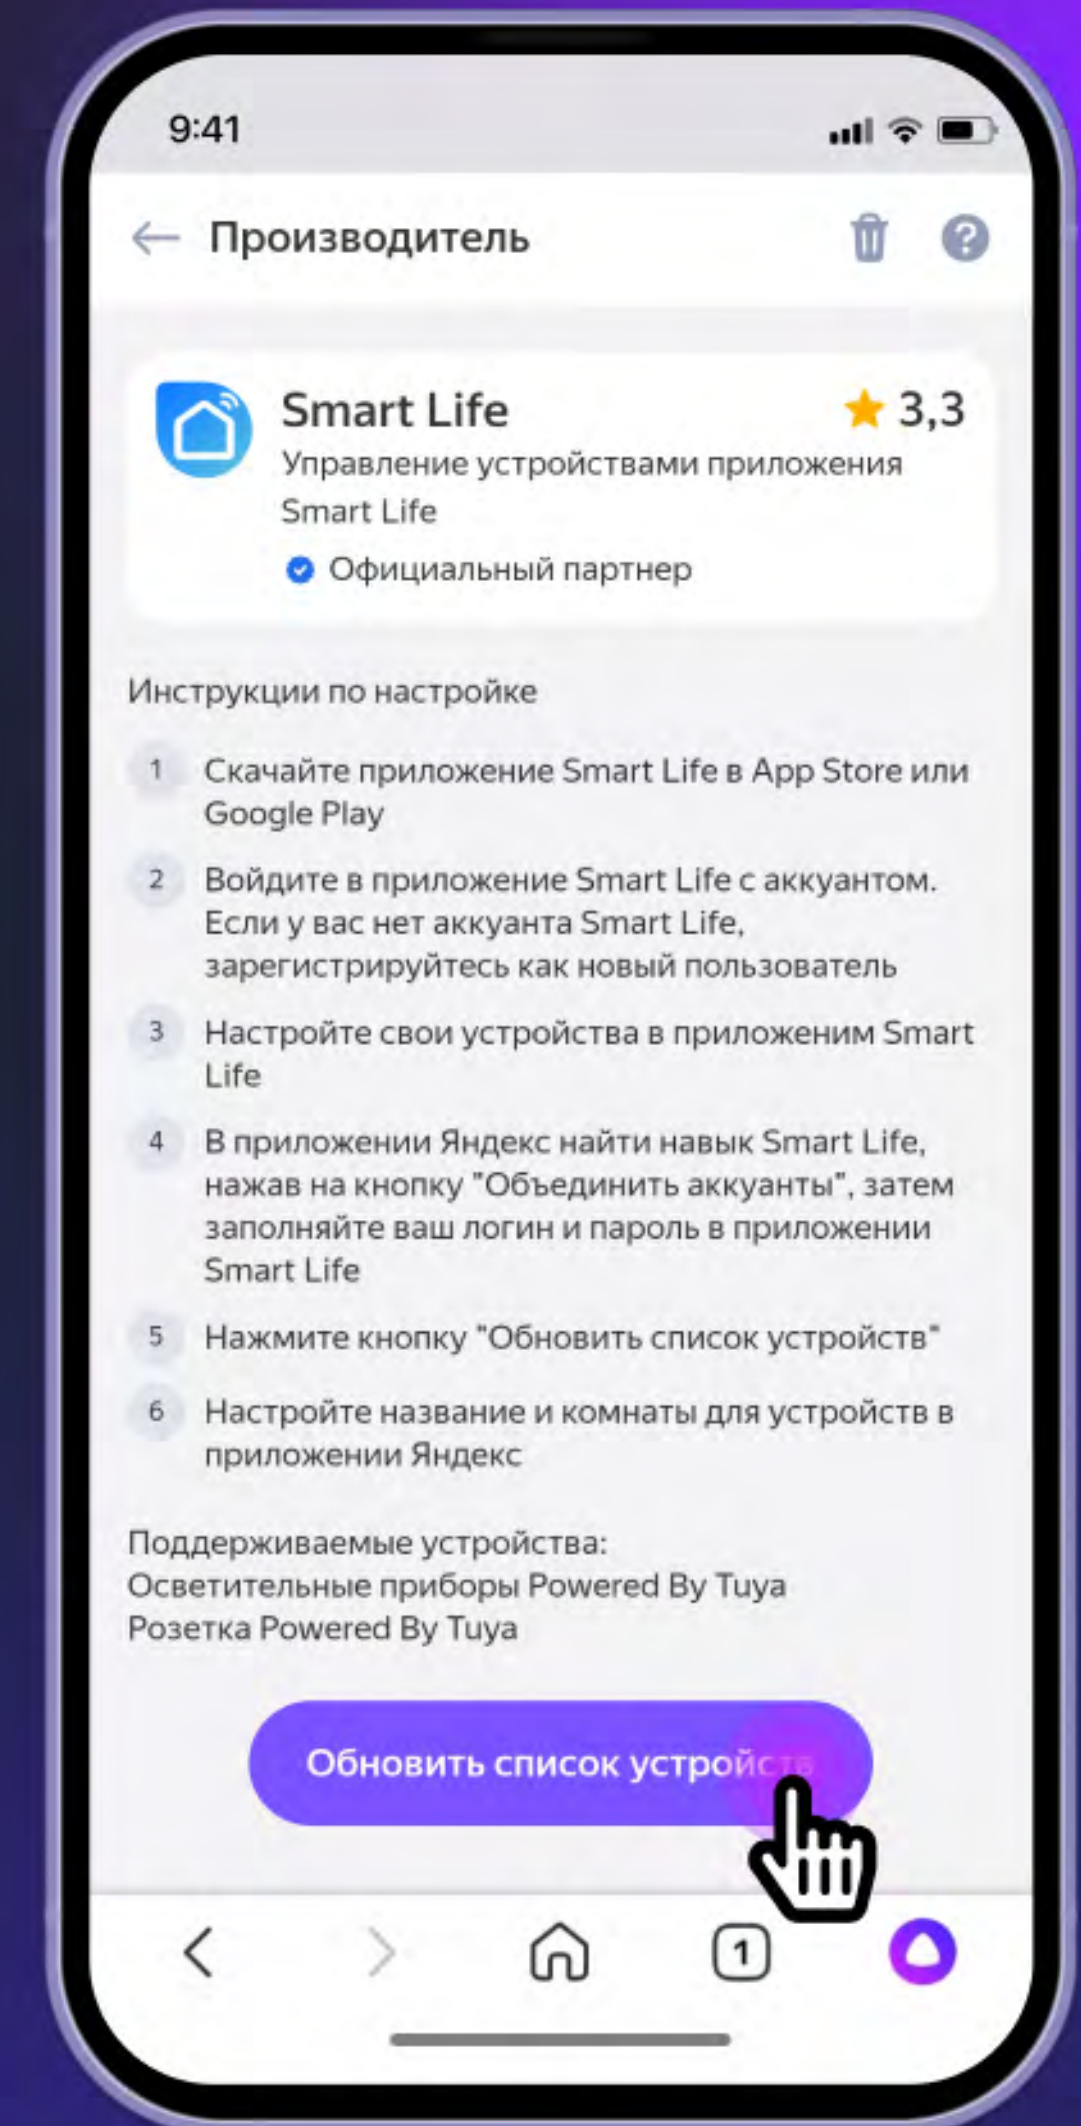 9:41
Производитель
Smart Life
3,3
Управление устройствами приложения
Smart Life
Официальный партнер
Инструкции по настройке
1 Скачайте приложение Smart Life в App Store или
Google Play
2 Войдите в приложение Smart Life с аккуантом.
Если у вас нет аккуанта Smart Life,
зарегистрируйтесь как новый пользователь
3 Настройте свои устройства в приложеним Smart
Life
4 В приложении Яндекс найти навык Smart Life,
нажав на кнопку "Объединить аккуанты", затем
заполняйте ваш логин и пароль в приложении
Smart Life
5 Нажмите кнопку "Обновить список устройств"
6 Настройте название и комнаты для устройств в
приложении Яндекс
Поддерживаемые устройства:
Осветительные приборы Powered By Tuya
Розетка Powered By Tuya
Обновить список устройств
1